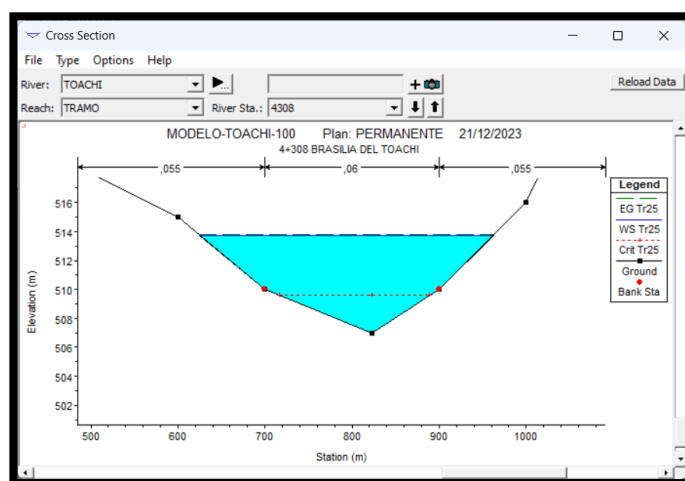 Cross Section
File Type Options Help
River: TOACHI
Reload Data
Reach: TRAMO River Sta.: 4308
MODELO-TOACHI-100 Plan: PERMANENTE 21/12/2023
4+308 BRASILIA DEL TOACHI
,055 ,06 ,055
Legend
EG Tr25
WS Tr25
Crit Tr25
Ground
Bank Sta
516
514
512
510
508
506
504
502
Elevation (m)
500 600 700 800 900 1000
Station (m)